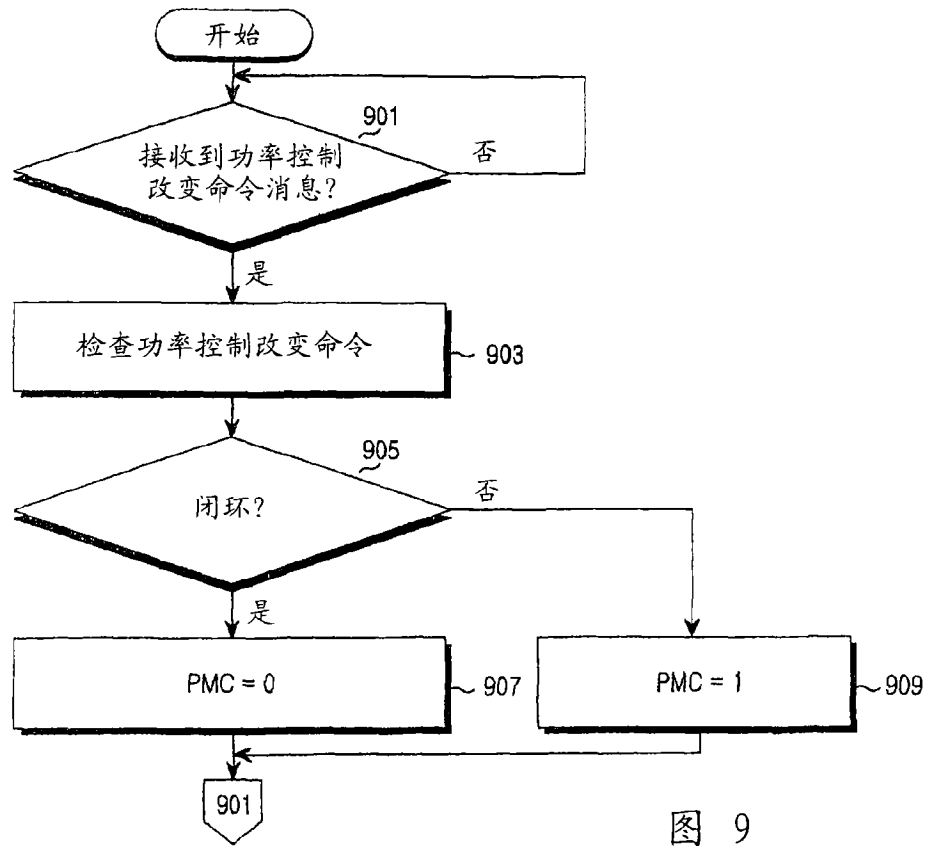 开始
901
接收到功率控制
改变命令消息?
否
是
检查功率控制改变命令
903
905
闭环?
否
是
PMC = 0
907
PMC = 1
909
901
图 9